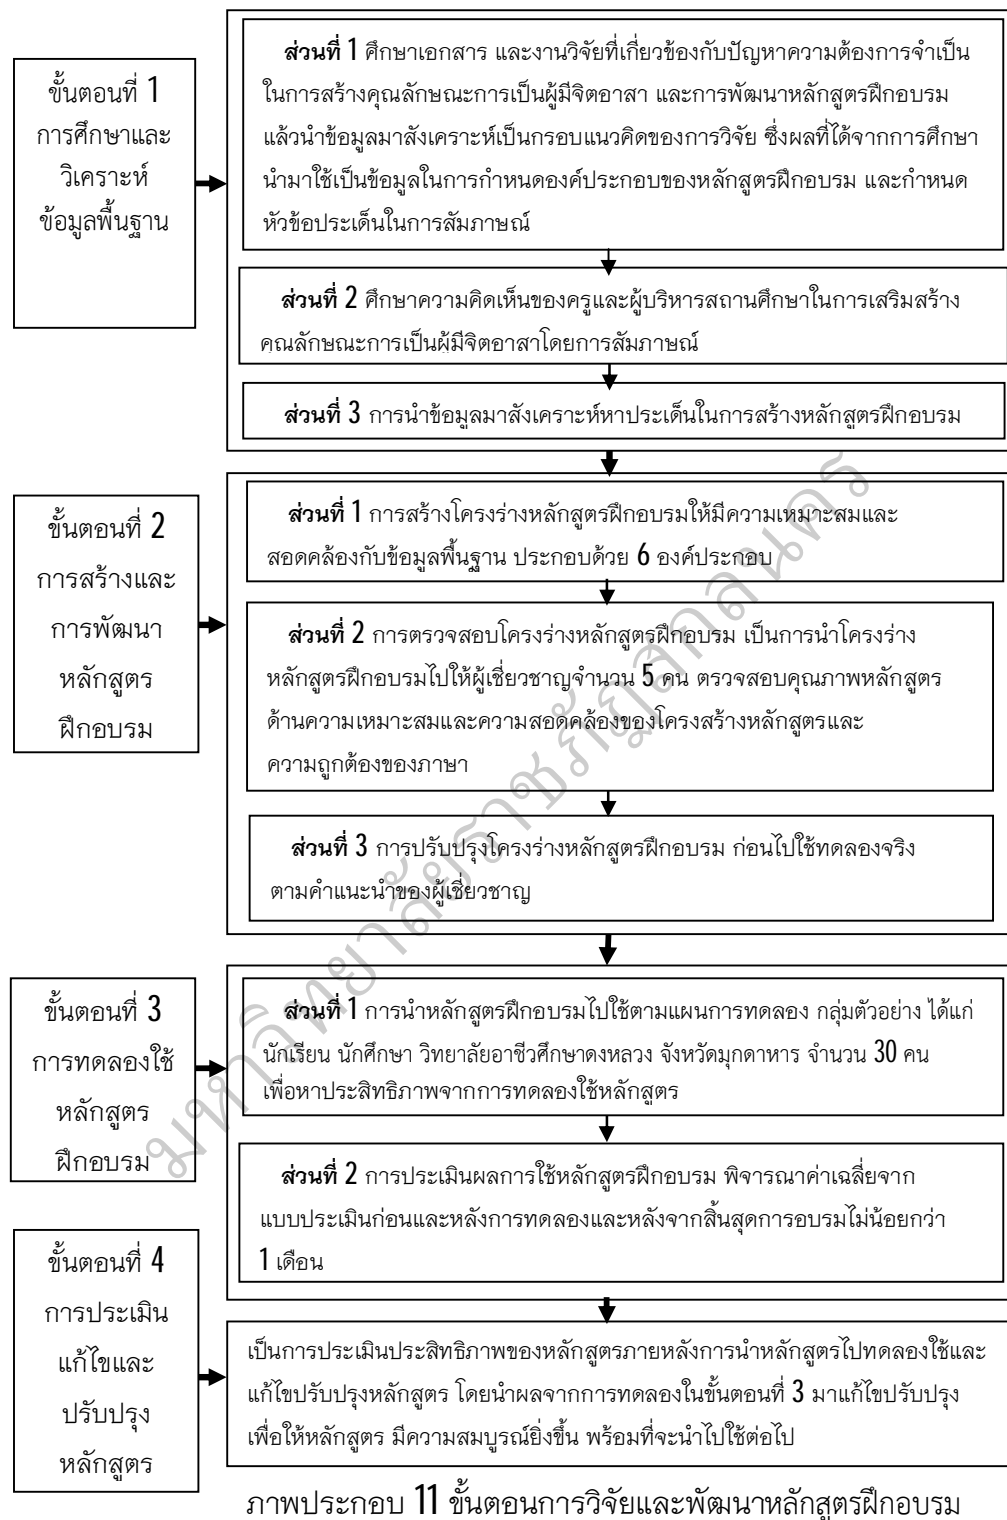 ขั้นตอนที่ 1
การศึกษาและ
วิเคราะห์
ข้อมูลพื้นฐาน
ส่วนที่ 1 ศึกษาเอกสาร และงานวิจัยที่เกี่ยวข้องกับปัญหาความต้องการจำเป็น
ในการสร้างคุณลักษณะการเป็นผู้มีจิตอาสา และการพัฒนาหลักสูตรฝึกอบรม
แล้วนำข้อมูลมาสังเคราะห์เป็นกรอบแนวคิดของการวิจัย ซึ่งผลที่ได้จากการศึกษา
นำมาใช้เป็นข้อมูลในการกำหนดองค์ประกอบของหลักสูตรฝึกอบรม และกำหนด
หัวข้อประเด็นในการสัมภาษณ์
ส่วนที่ 2 ศึกษาความคิดเห็นของครูและผู้บริหารสถานศึกษาในการเสริมสร้าง
คุณลักษณะการเป็นผู้มีจิตอาสาโดยการสัมภาษณ์
ส่วนที่ 3 การนำข้อมูลมาสังเคราะห์หาประเด็นในการสร้างหลักสูตรฝึกอบรม
ขั้นตอนที่ 2
การสร้างและ
การพัฒนา
หลักสูตร
ฝึกอบรม
ส่วนที่ 1 การสร้างโครงร่างหลักสูตรฝึกอบรมให้มีความเหมาะสมและ
สอดคล้องกับข้อมูลพื้นฐาน ประกอบด้วย 6 องค์ประกอบ
ส่วนที่ 2 การตรวจสอบโครงร่างหลักสูตรฝึกอบรม เป็นการนำโครงร่าง
หลักสูตรฝึกอบรมไปให้ผู้เชี่ยวชาญจำนวน 5 คน ตรวจสอบคุณภาพหลักสูตร
ด้านความเหมาะสมและความสอดคล้องของโครงสร้างหลักสูตรและ
ความถูกต้องของภาษา
ส่วนที่ 3 การปรับปรุงโครงร่างหลักสูตรฝึกอบรม ก่อนไปใช้ทดลองจริง
ตามคำแนะนำของผู้เชี่ยวชาญ
ขั้นตอนที่ 3
การทดลองใช้
หลักสูตร
ฝึกอบรม
ส่วนที่ 1 การนำหลักสูตรฝึกอบรมไปใช้ตามแผนการทดลอง กลุ่มตัวอย่าง ได้แก่
นักเรียน นักศึกษา วิทยาลัยอาชีวศึกษาดงหลวง จังหวัดมุกดาหาร จำนวน 30 คน
เพื่อหาประสิทธิภาพจากการทดลองใช้หลักสูตร
ส่วนที่ 2 การประเมินผลการใช้หลักสูตรฝึกอบรม พิจารณาค่าเฉลี่ยจาก
แบบประเมินก่อนและหลังการทดลองและหลังจากสิ้นสุดการอบรมไม่น้อยกว่า
1 เดือน
ขั้นตอนที่ 4
การประเมิน
แก้ไขและ
ปรับปรุง
หลักสูตร
เป็นการประเมินประสิทธิภาพของหลักสูตรภายหลังการนำหลักสูตรไปทดลองใช้และ
แก้ไขปรับปรุงหลักสูตร โดยนำผลจากการทดลองในขั้นตอนที่ 3 มาแก้ไขปรับปรุง
เพื่อให้หลักสูตร มีความสมบูรณ์ยิ่งขึ้น พร้อมที่จะนำไปใช้ต่อไป
ภาพประกอบ 11 ขั้นตอนการวิจัยและพัฒนาหลักสูตรฝึกอบรม
มหาวิทยาลัยราชภัฏสกลนคร